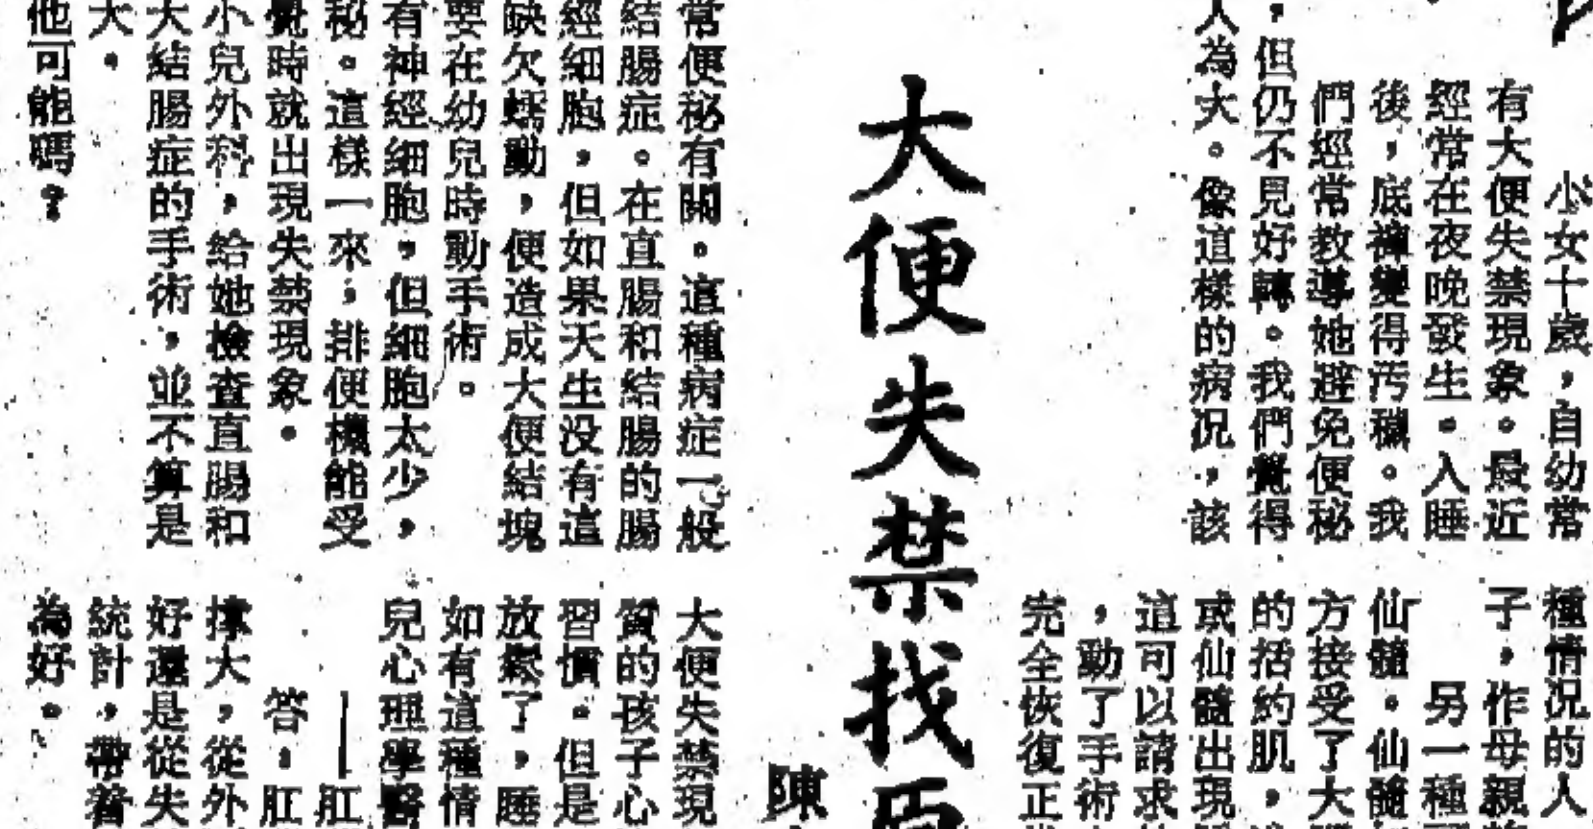 小女十歲,自幼常
有大便失禁現象。最近
經常在夜晚發生。入睡
後,底褲變得汚穢。我
們經常教導她避免便秘
,但仍不見好轉。我們覺得
人為大。像這樣的病况,該
種情况的人
子,作母親
另一種
仙髓。仙髓
方接受了大
的括約肌,
或仙髓出現
這可以請求
,動了手術
完全恢復正
大便失禁找原
陳
常便秘有關。這種病症一般
結腸症。在直腸和結腸的腸
經細胞,但如果天生没有這
缺欠蠕動,便造成大便結塊
要在幼兒時動手術。
有神經細胞,但細胞太少,
秘。這樣一來,排便機能受
覺時就出現失禁現象。
小兒外科,給她檢查直腸和
大結腸症的手術,並不算是
大。
他可能嗎?
大便失禁現
質的孩子心
習慣。但是
放鬆了,睡
如有這種情
兒心理學醫
——肛
答:肛
撑大,從外
好還是從失
統計,帶着
為好。